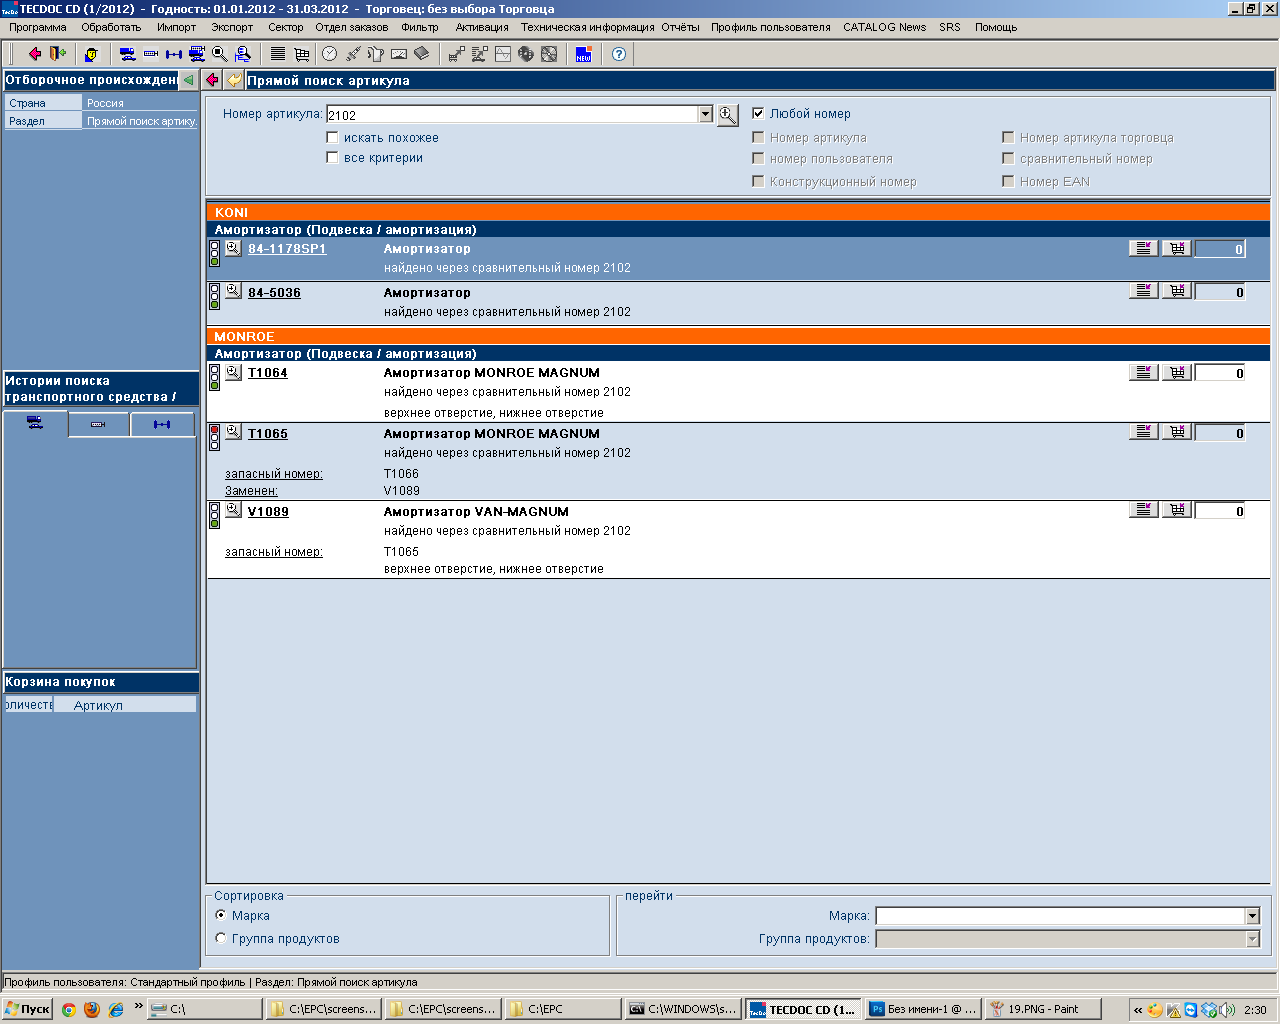 TECDOC CD (1/2012)  -  Годность: 01.01.2012 - 31.03.2012  -  Торговец: без выбора Торговца
Программа Обработать Импорт Экспорт Сектор Отдел заказов Фильтр Активация Техническая информация Отчёты Профиль пользователя CATALOG News SRS Помощь
NEW
Отборочное происхожден
Прямой поиск артикула
Страна Россия
Раздел Прямой поиск артику.
Номер артикула: 2102
Любой номер
искать похожее
Номер артикула Номер артикула торговца
все критерии
номер пользователя сравнительный номер
Конструкционный номер Номер EAN
KONI
Амортизатор (Подвеска / амортизация)
84-1178SP1 Амортизатор 0
найдено через сравнительный номер 2102
84-5036 Амортизатор 0
найдено через сравнительный номер 2102
MONROE
Амортизатор (Подвеска / амортизация)
T1064 Амортизатор MONROE MAGNUM 0
найдено через сравнительный номер 2102
верхнее отверстие, нижнее отверстие
T1065 Амортизатор MONROE MAGNUM 0
найдено через сравнительный номер 2102
запасный номер: T1066
Заменен: V1089
V1089 Амортизатор VAN-MAGNUM 0
найдено через сравнительный номер 2102
запасный номер: T1065
верхнее отверстие, нижнее отверстие
Истории поиска
транспортного средства /
Корзина покупок
оличеств Артикул
Сортировка
Марка
Группа продуктов
перейти
Марка:
Группа продуктов:
Профиль пользователя: Стандартный профиль | Раздел: Прямой поиск артикула
Пуск » C:\ C:\EPC\screens... C:\EPC\screens... C:\EPC C:\WINDOWS\s... TECDOC CD (1... Без имени-1 @ ... 19.PNG - Paint « 2:30